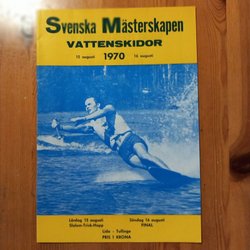 Svenska Mästerskapen
VATTENSKIDOR
15 augusti 1970 16 augusti
Lördag 15 augusti Söndag 16 augusti
Slalom-Trick-Hopp FINAL
Lida - Tullinge
PRIS 1 KRONA